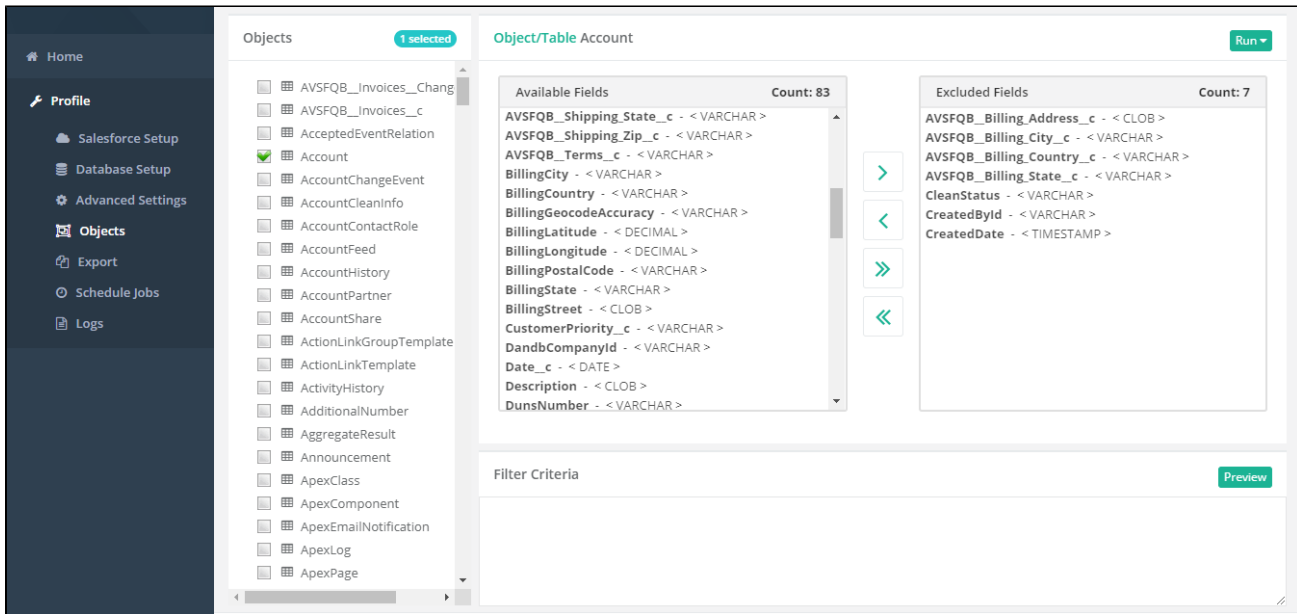 Home
Profile
Salesforce Setup
Database Setup
Advanced Settings
Objects
Export
Schedule Jobs
Logs
Objects
1 selected
AVSFQB__Invoices__Chang
AVSFQB__Invoices__c
AcceptedEventRelation
Account
AccountChangeEvent
AccountCleanInfo
AccountContactRole
AccountFeed
AccountHistory
AccountPartner
AccountShare
ActionLinkGroupTemplate
ActionLinkTemplate
ActivityHistory
AdditionalNumber
AggregateResult
Announcement
ApexClass
ApexComponent
ApexEmailNotification
ApexLog
ApexPage
Object/Table Account
Run
Available Fields Count: 83
AVSFQB__Shipping_State__c - < VARCHAR >
AVSFQB__Shipping_Zip__c - < VARCHAR >
AVSFQB__Terms__c - < VARCHAR >
BillingCity - < VARCHAR >
BillingCountry - < VARCHAR >
BillingGeocodeAccuracy - < VARCHAR >
BillingLatitude - < DECIMAL >
BillingLongitude - < DECIMAL >
BillingPostalCode - < VARCHAR >
BillingState - < VARCHAR >
BillingStreet - < CLOB >
CustomerPriority__c - < VARCHAR >
DandbCompanyId - < VARCHAR >
Date__c - < DATE >
Description - < CLOB >
DunsNumber - < VARCHAR >
Excluded Fields Count: 7
AVSFQB__Billing_Address__c - < CLOB >
AVSFQB__Billing_City__c - < VARCHAR >
AVSFQB__Billing_Country__c - < VARCHAR >
AVSFQB__Billing_State__c - < VARCHAR >
CleanStatus - < VARCHAR >
CreatedById - < VARCHAR >
CreatedDate - < TIMESTAMP >
Filter Criteria
Preview